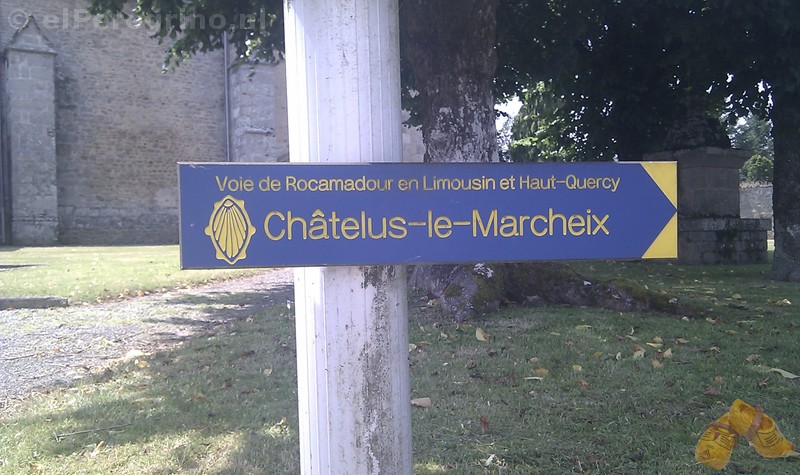 © elPeregrino.nl
Voie de Rocamadour en Limousin et Haut-Quercy
Châtelus-le-Marcheix